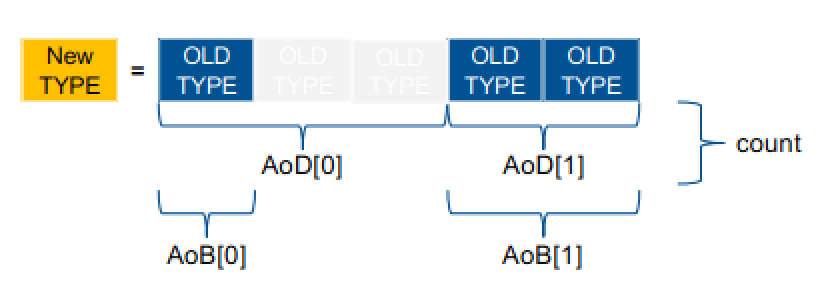 New
TYPE
=
OLD
TYPE
OLD
TYPE
OLD
TYPE
OLD
TYPE
OLD
TYPE
AoD[0]
AoD[1]
count
AoB[0]
AoB[1]